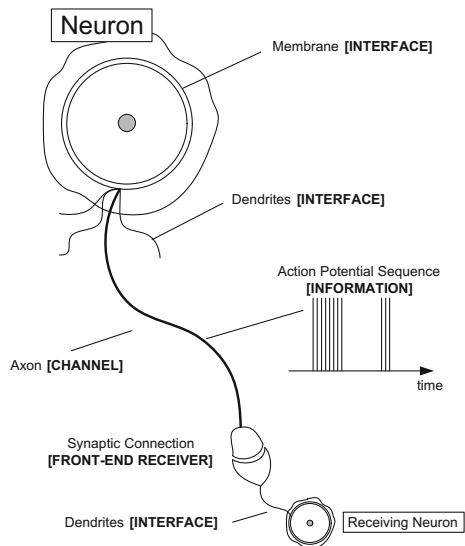 Neuron
Membrane [INTERFACE]
Dendrites [INTERFACE]
Action Potential Sequence
[INFORMATION]
time
Axon [CHANNEL]
Synaptic Connection
[FRONT-END RECEIVER]
Dendrites [INTERFACE]
Receiving Neuron